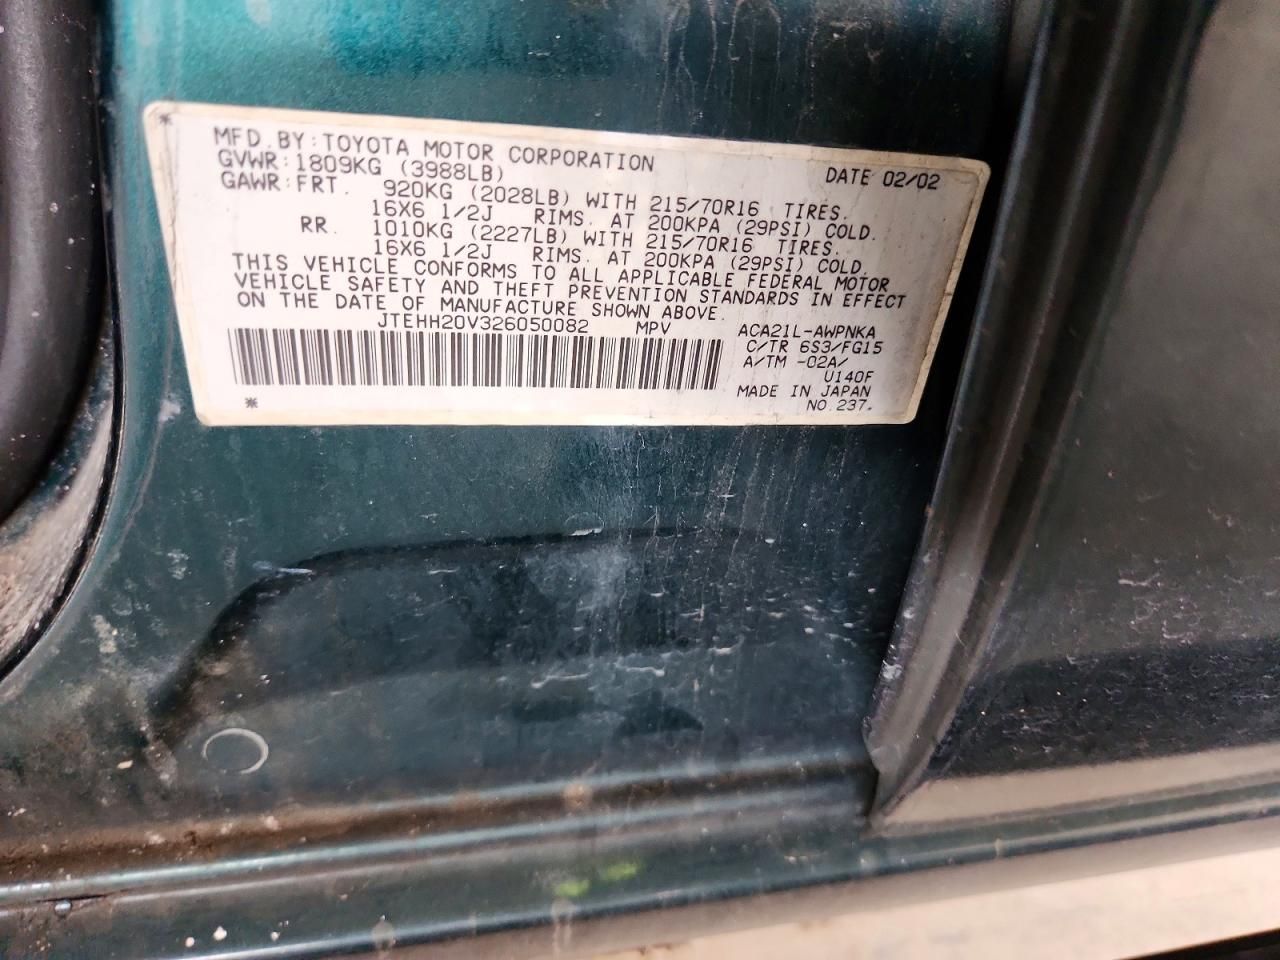 * MFD. BY: TOYOTA MOTOR CORPORATION DATE 02/02
GVWR: 1809KG (3988LB)
GAWR: FRT. 920KG (2028LB) WITH 215/70R16 TIRES.
16X6 1/2J RIMS. AT 200KPA (29PSI) COLD.
RR. 1010KG (2227LB) WITH 215/70R16 TIRES.
16X6 1/2J RIMS. AT 200KPA (29PSI) COLD.
THIS VEHICLE CONFORMS TO ALL APPLICABLE FEDERAL MOTOR
VEHICLE SAFETY AND THEFT PREVENTION STANDARDS IN EFFECT
ON THE DATE OF MANUFACTURE SHOWN ABOVE.
JTEHH20V326050082 MPV ACA21L-AWPNKA
C/TR 6S3/FG15
A/TM -02A/
U140F
MADE IN JAPAN
* NO.237.